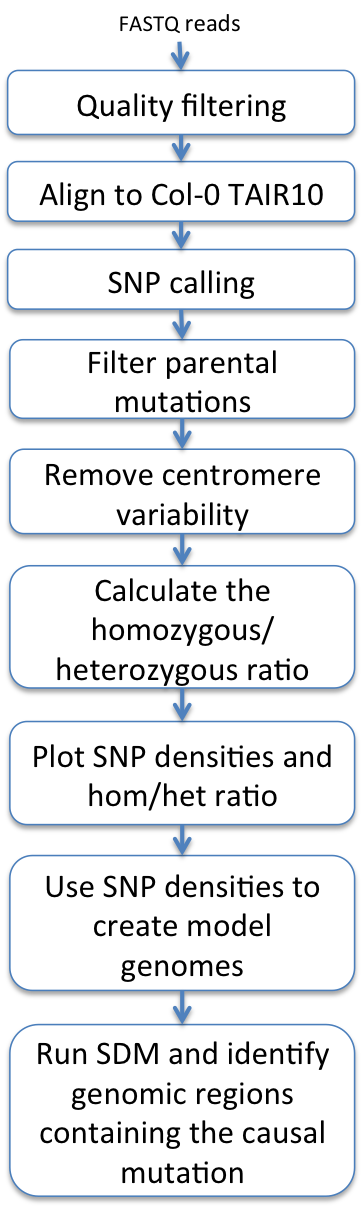 FASTQ reads
Quality filtering
Align to Col-0 TAIR10
SNP calling
Filter parental
mutations
Remove centromere
variability
Calculate the
homozygous/
heterozygous ratio
Plot SNP densities and
hom/het ratio
Use SNP densities to
create model
genomes
Run SDM and identify
genomic regions
containing the causal
mutation